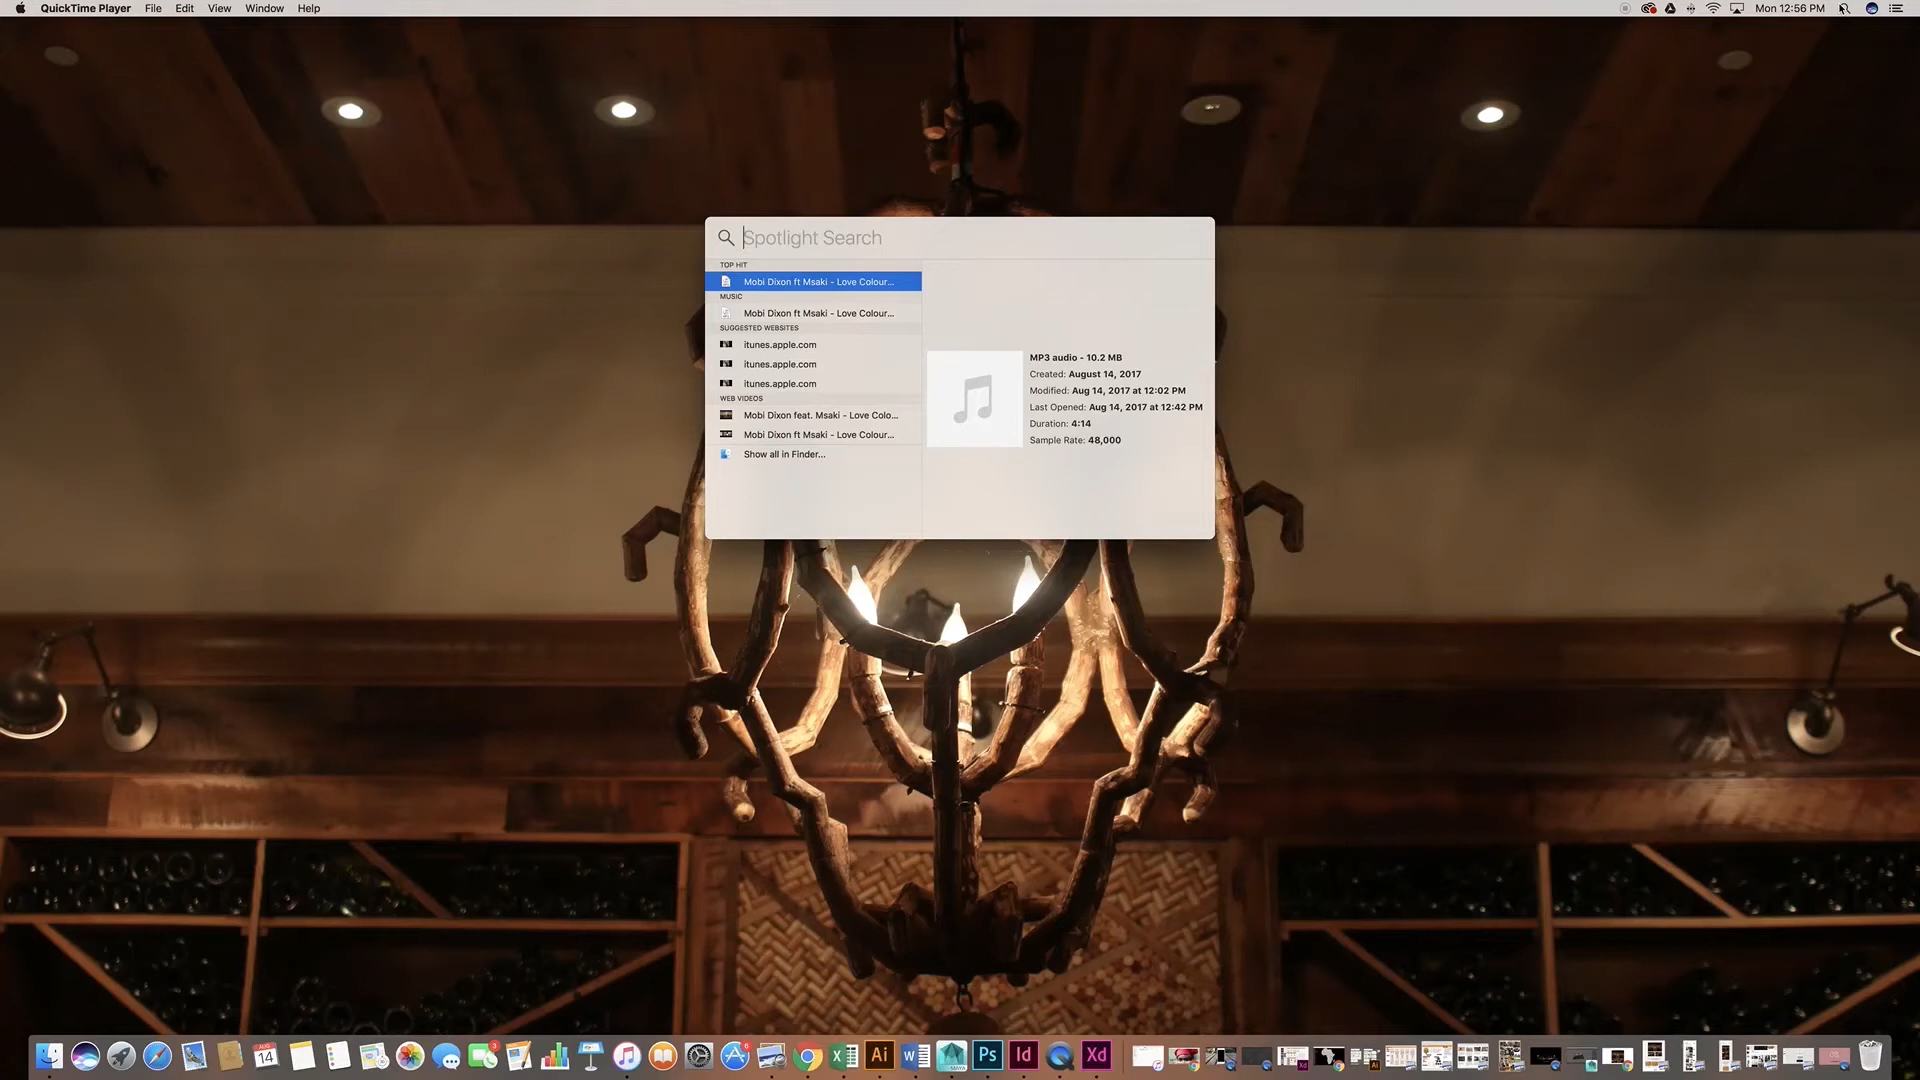 QuickTime Player File Edit View Window Help Mon 12:56 PM
Spotlight Search
TOP HIT
Mobi Dixon ft Msaki - Love Colour...
MUSIC
Mobi Dixon ft Msaki - Love Colour...
SUGGESTED WEBSITES
itunes.apple.com
itunes.apple.com
itunes.apple.com
WEB VIDEOS
Mobi Dixon feat. Msaki - Love Colo...
Mobi Dixon ft Msaki - Love Colour...
Show all in Finder...
MP3 audio - 10.2 MB
Created: August 14, 2017
Modified: Aug 14, 2017 at 12:02 PM
Last Opened: Aug 14, 2017 at 12:42 PM
Duration: 4:14
Sample Rate: 48,000
AUG
14
3
6
X
Ai
W
MAYA
Ps
Id
Xd